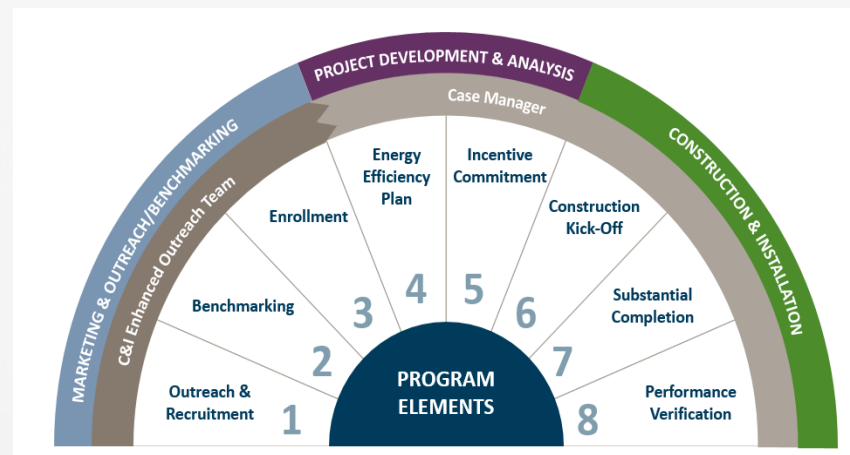 MARKETING & OUTREACH/BENCHMARKING
PROJECT DEVELOPMENT & ANALYSIS
CONSTRUCTION & INSTALLATION
C&I Enhanced Outreach Team
Case Manager
Outreach &
Recruitment
1
Benchmarking
2
Enrollment
3
Energy
Efficiency
Plan
4
Incentive
Commitment
5
Construction
Kick-Off
6
Substantial
Completion
7
Performance
Verification
8
PROGRAM
ELEMENTS